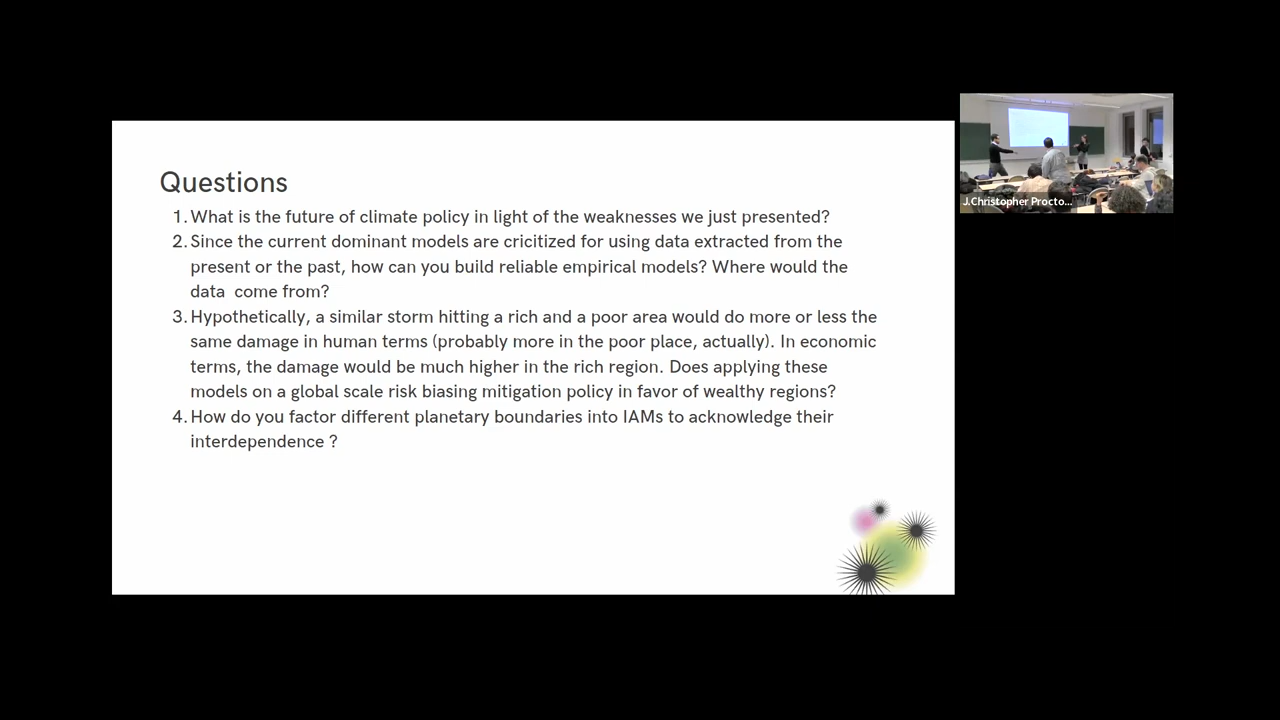 Questions
1. What is the future of climate policy in light of the weaknesses we just presented?
2. Since the current dominant models are cricitized for using data extracted from the
present or the past, how can you build reliable empirical models? Where would the
data  come from?
3. Hypothetically, a similar storm hitting a rich and a poor area would do more or less the
same damage in human terms (probably more in the poor place, actually). In economic
terms, the damage would be much higher in the rich region. Does applying these
models on a global scale risk biasing mitigation policy in favor of wealthy regions?
4. How do you factor different planetary boundaries into IAMs to acknowledge their
interdependence ?
J.Christopher Procto...